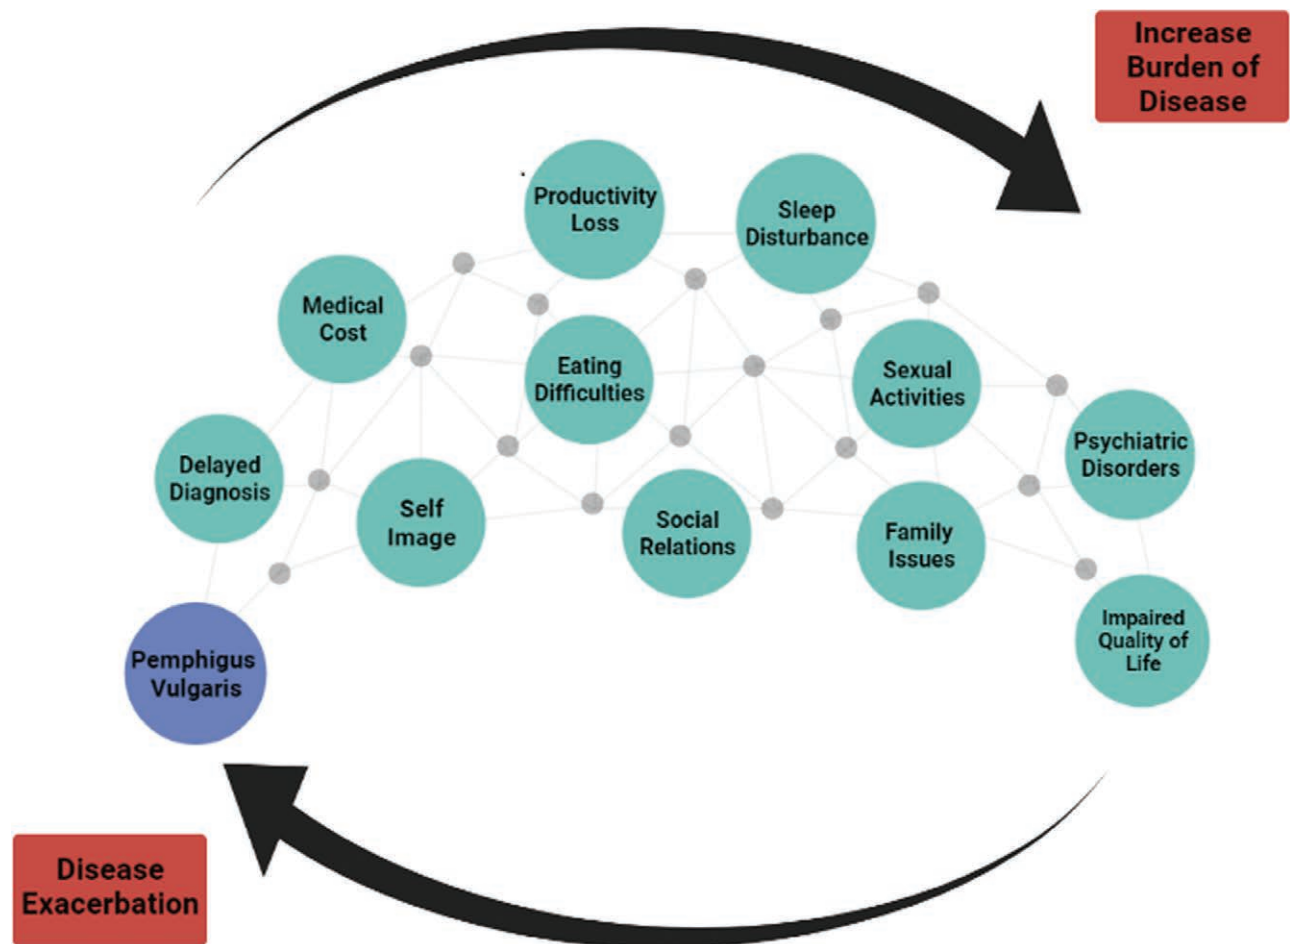 Increase
Burden of
Disease
Productivity
Loss
Sleep
Disturbance
Medical
Cost
Eating
Difficulties
Sexual
Activities
Psychiatric
Disorders
Delayed
Diagnosis
Self
Image
Social
Relations
Family
Issues
Impaired
Quality of
Life
Pemphigus
Vulgaris
Disease
Exacerbation